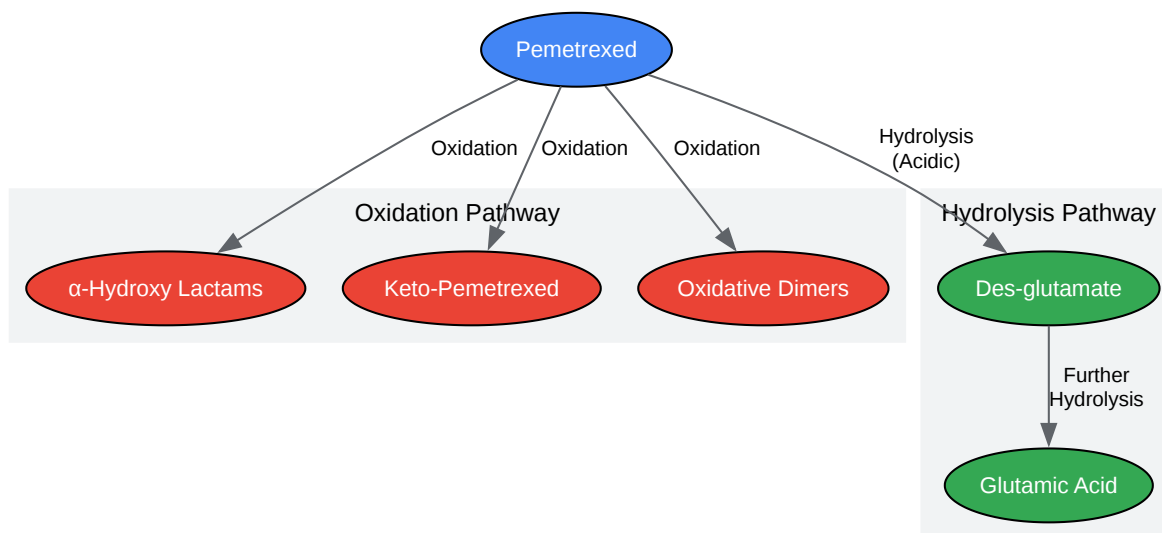 Pemetrexed
Oxidation
Oxidation
Oxidation
Hydrolysis
(Acidic)
Oxidation Pathway
Hydrolysis Pathway
α-Hydroxy Lactams
Keto-Pemetrexed
Oxidative Dimers
Des-glutamate
Further
Hydrolysis
Glutamic Acid